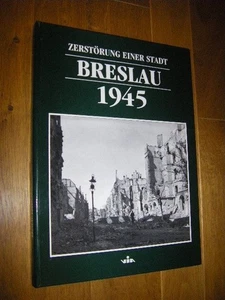 ZERSTÖRUNG EINER STADT
BRESLAU
1945